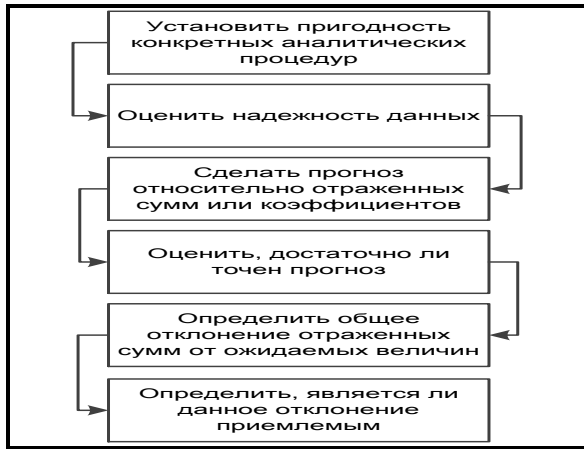 Установить пригодность
конкретных аналитических
процедур
Оценить надежность данных
Сделать прогноз
относительно отраженных
сумм или коэффициентов
Оценить, достаточно ли
точен прогноз
Определить общее
отклонение отраженных
сумм от ожидаемых величин
Определить, является ли
данное отклонение
приемлемым